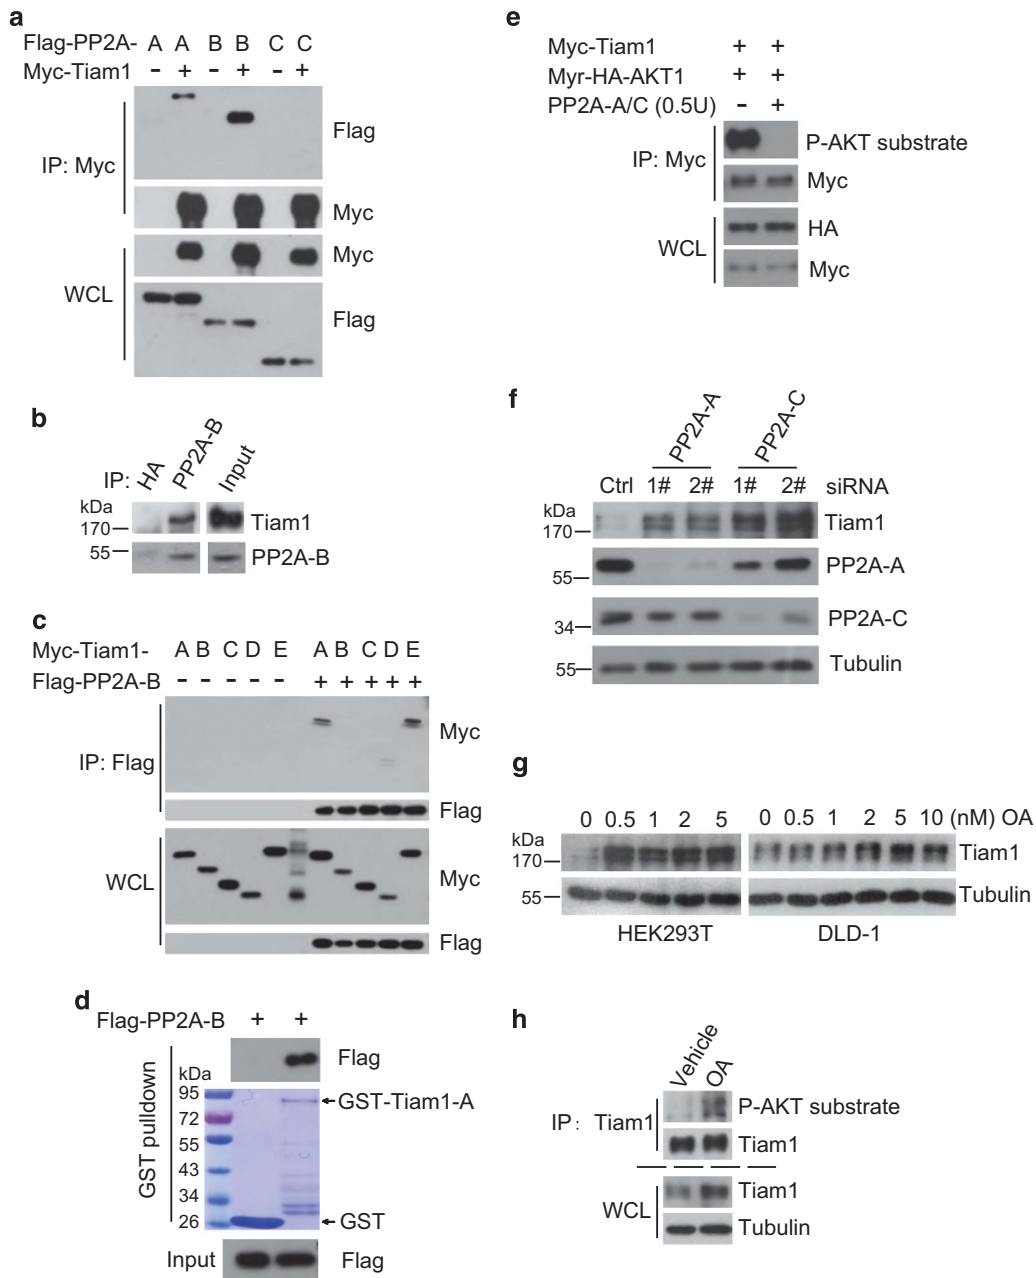 a
Flag-PP2A- A A B B C C
Myc-Tiam1 - + - + - +
IP: Myc
Flag
Myc
WCL
Myc
Flag
b
IP: HA PP2A-B Input
kDa
170
Tiam1
55
PP2A-B
c
Myc-Tiam1- A B C D E A B C D E
Flag-PP2A-B - - - - - + + + + +
IP: Flag
Myc
Flag
WCL
Myc
Flag
d
Flag-PP2A-B + +
GST pulldown
Flag
kDa
95
GST-Tiam1-A
72
55
43
34
26
GST
Input
Flag
e
Myc-Tiam1 + +
Myr-HA-AKT1 + +
PP2A-A/C (0.5U) - +
IP: Myc
P-AKT substrate
Myc
WCL
HA
Myc
f
PP2A-A PP2A-C
Ctrl 1# 2# 1# 2# siRNA
kDa
170
Tiam1
55
PP2A-A
34
PP2A-C
55
Tubulin
g
0 0.5 1 2 5 0 0.5 1 2 5 10 (nM) OA
kDa
170
Tiam1
55
Tubulin
HEK293T DLD-1
h
Vehicle OA
IP: Tiam1
P-AKT substrate
Tiam1
WCL
Tiam1
Tubulin